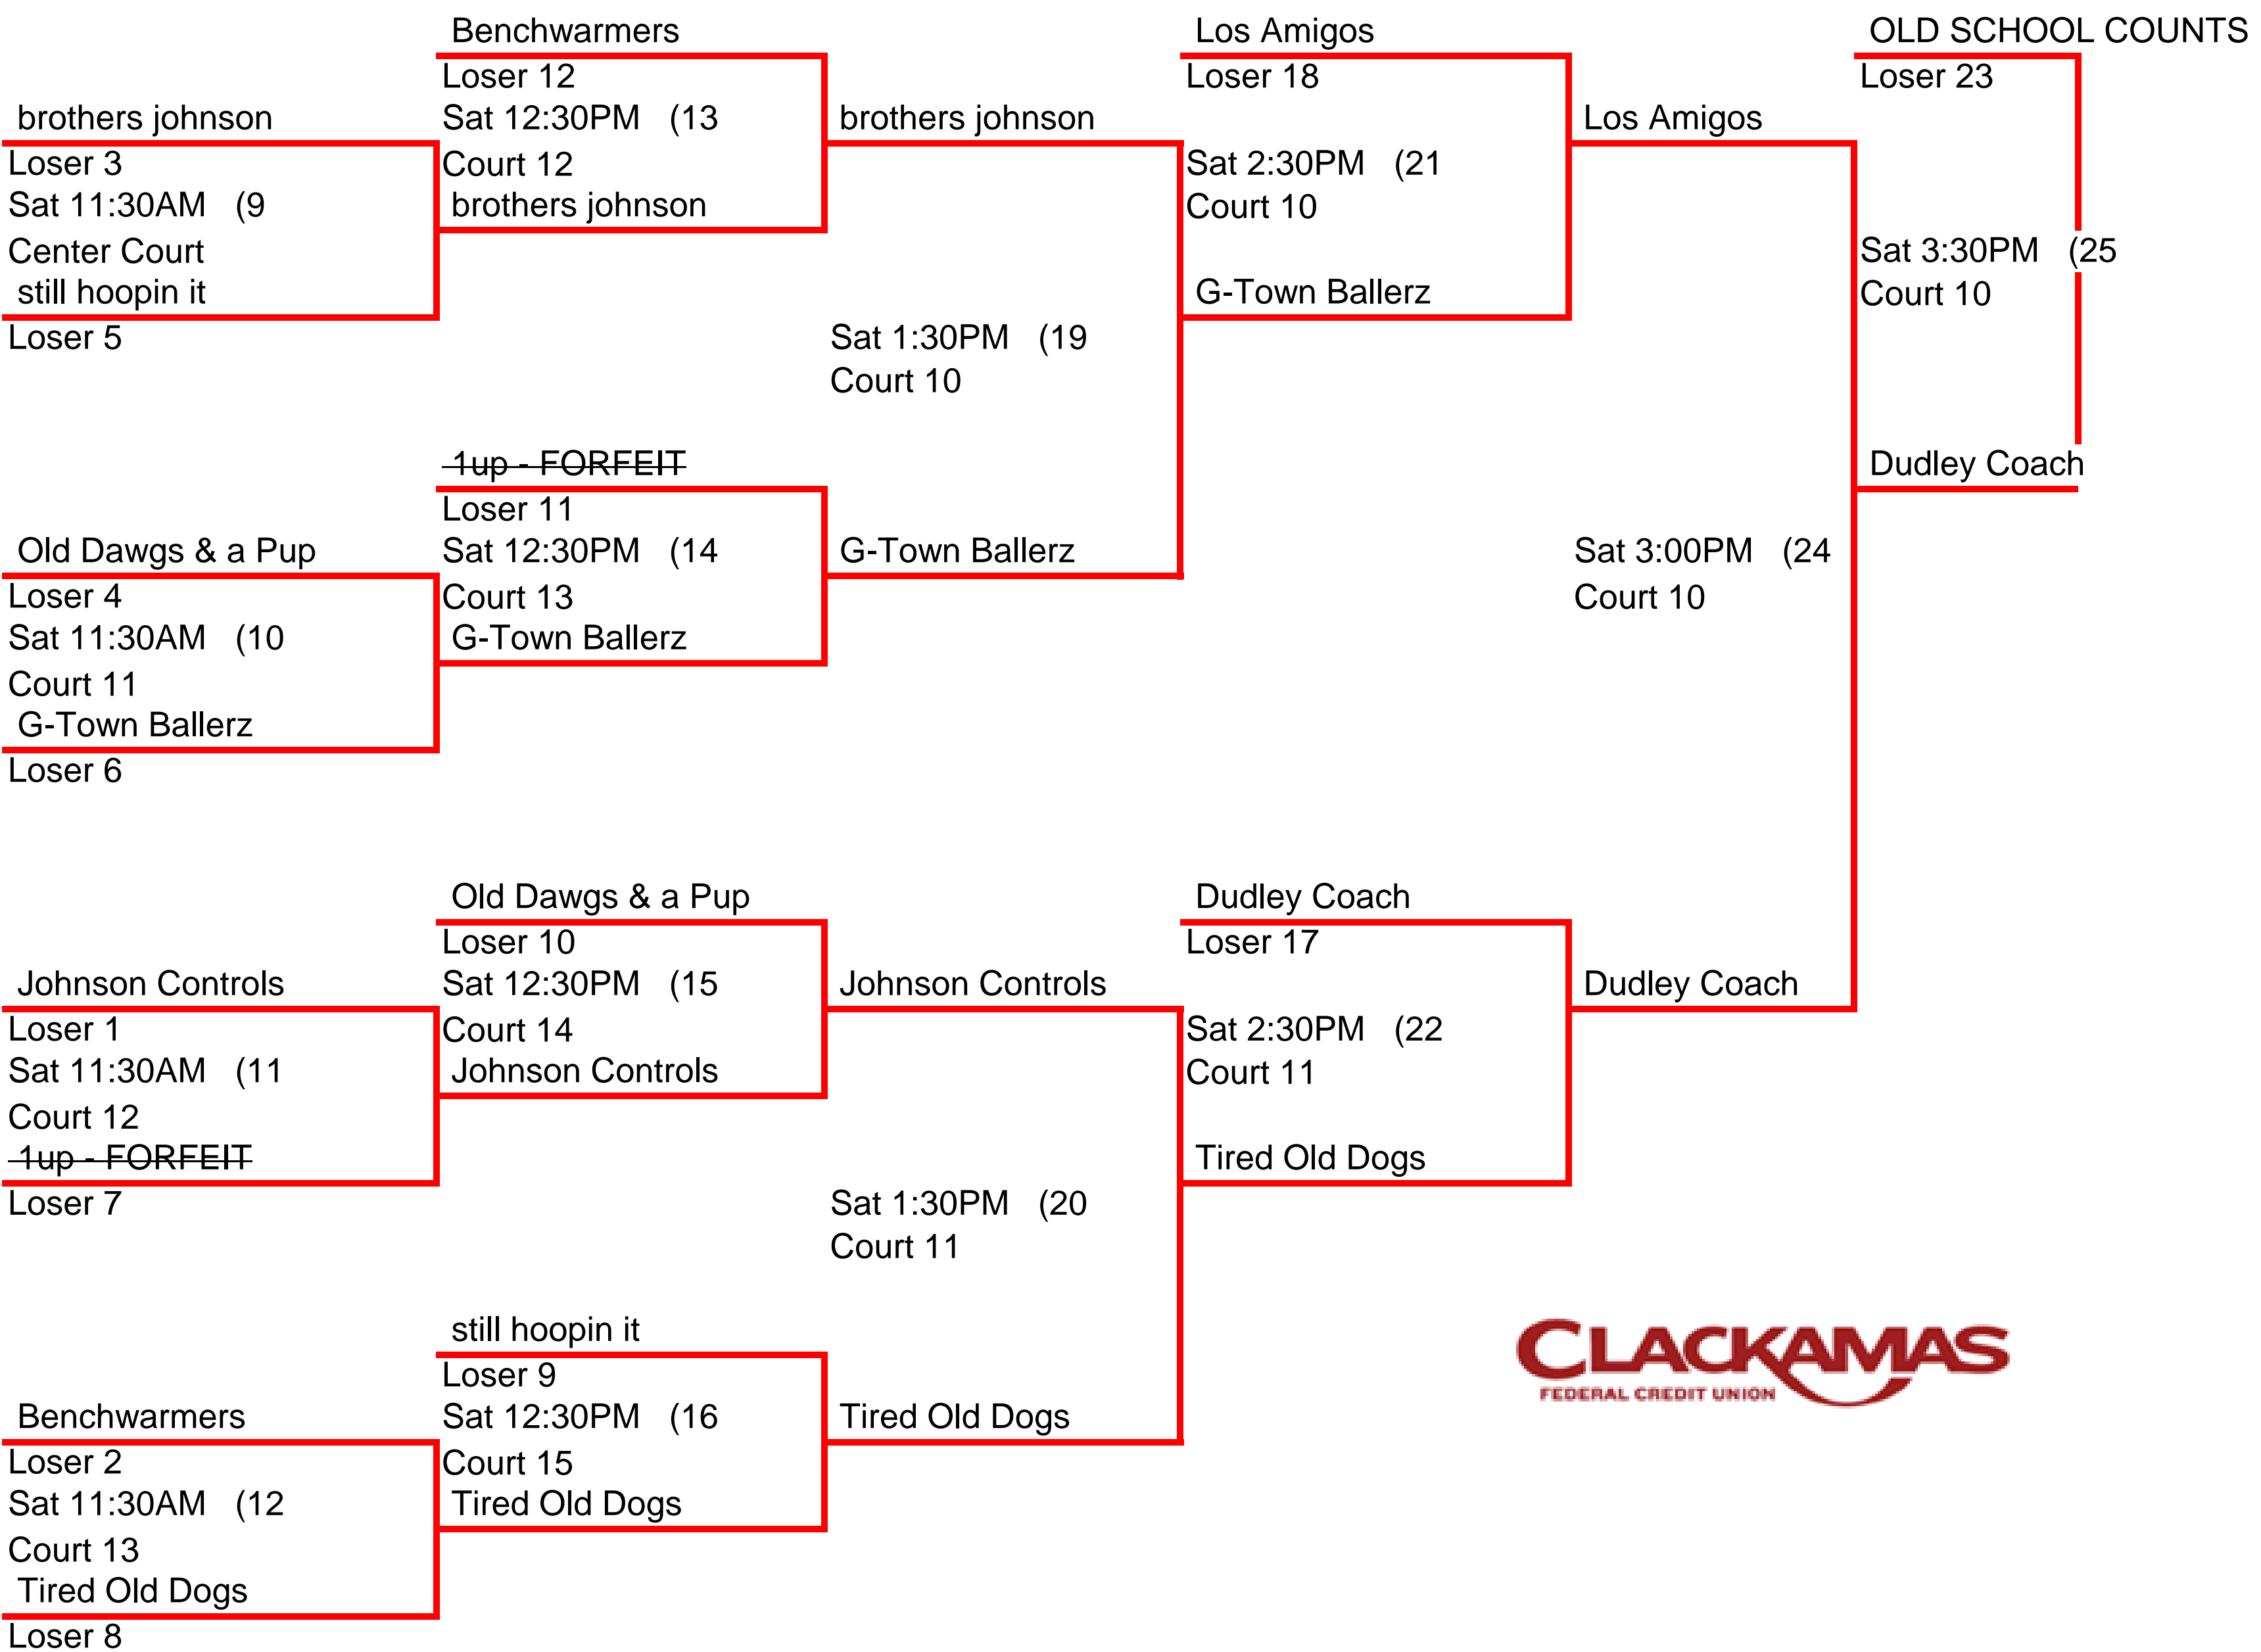 Benchwarmers
Loser 12
brothers johnson
Sat 12:30PM (13
Loser 3
Court 12
Sat 11:30AM (9
brothers johnson
Center Court
still hoopin it
Loser 5
brothers johnson
Sat 1:30PM (19
Court 10
1up - FORFEIT
Loser 11
Old Dawgs & a Pup
Sat 12:30PM (14
Loser 4
Court 13
Sat 11:30AM (10
G-Town Ballerz
Court 11
G-Town Ballerz
Loser 6
G-Town Ballerz
Los Amigos
Loser 18
Sat 2:30PM (21
Court 10
G-Town Ballerz
Los Amigos
OLD SCHOOL COUNTS
Loser 23
Sat 3:30PM (25
Court 10
Dudley Coach
Sat 3:00PM (24
Court 10
Old Dawgs & a Pup
Loser 10
Johnson Controls
Sat 12:30PM (15
Loser 1
Court 14
Sat 11:30AM (11
Johnson Controls
Court 12
1up - FORFEIT
Loser 7
Johnson Controls
Sat 1:30PM (20
Court 11
Dudley Coach
Loser 17
Sat 2:30PM (22
Court 11
Tired Old Dogs
Dudley Coach
still hoopin it
Loser 9
Benchwarmers
Sat 12:30PM (16
Loser 2
Court 15
Sat 11:30AM (12
Tired Old Dogs
Court 13
Tired Old Dogs
Loser 8
Tired Old Dogs
CLACKAMAS
FEDERAL CREDIT UNION